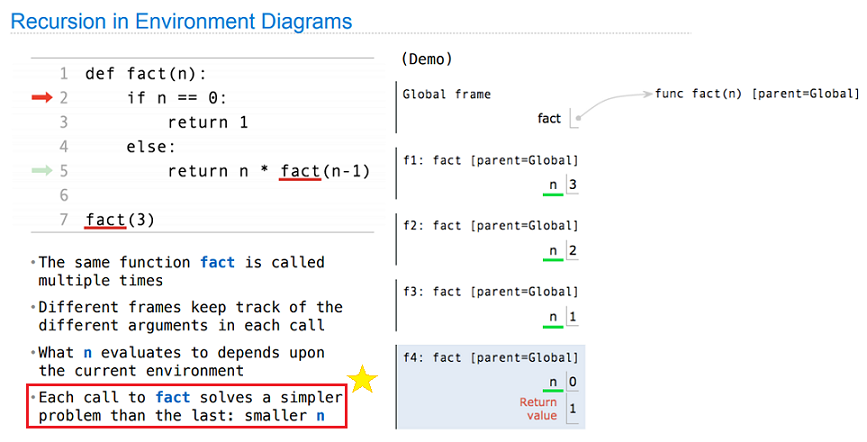 Recursion in Environment Diagrams
1 def fact(n):
2 if n == 0:
3 return 1
4 else:
5 return n * fact(n-1)
6
7 fact(3)
•The same function fact is called
multiple times
•Different frames keep track of the
different arguments in each call
•What n evaluates to depends upon
the current environment
•Each call to fact solves a simpler
problem than the last: smaller n
(Demo)
Global frame
fact
func fact(n) [parent=Global]
f1: fact [parent=Global]
n 3
f2: fact [parent=Global]
n 2
f3: fact [parent=Global]
n 1
f4: fact [parent=Global]
n 0
Return
value 1